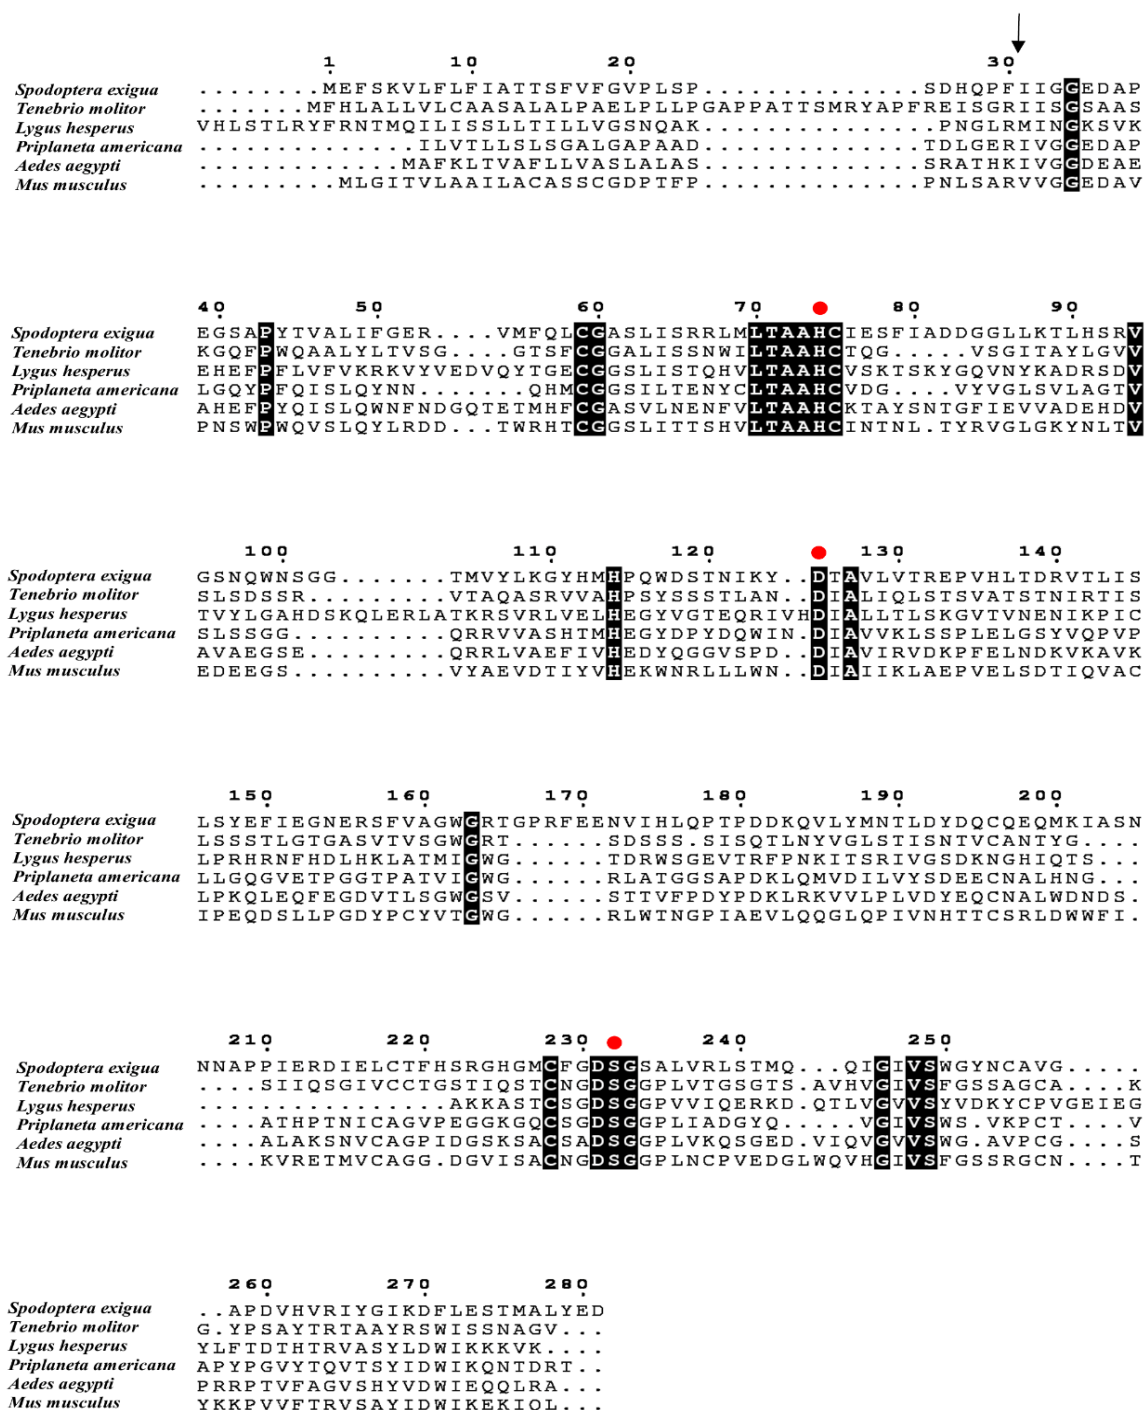 1 10 20 30
Spodoptera exigua ........MEFSKVLFLFIATTSFVFGVPLSP..............SDHQPFIIGGEDAP
Tenebrio molitor .......MFHLALLVLCAASALALPAELPLLPGAPPATTSMRYAPFREISGRIISGSAAS
Lygus hesperus VHLSTLRYFRNTMQILISSLLTILLVGSNQAK...............PNGLRMINGKSVK
Priplaneta americana ..............ILVTLLSLSGALGAPAAD..............TDLGERIVGGEDAP
Aedes aegypti .............MAFKLTVAFLLVASLALAS..............SRATHKIVGGDEAE
Mus musculus .........MLGITVLAAILACASSCGDPTFP..............PNLSARVVGGEDAV
40 50 60 70 80 90
Spodoptera exigua EGSAPYTVALIFGER....VMFQLCGASLISRRLMLTAAHCIESFIADDGGLLKTLHSRV
Tenebrio molitor KGQFPWQAALYLTVSG....GTSFCGGALISSNWILTAAHCTQG.....VSGITAYLGVV
Lygus hesperus EHEFPFLVFVKRKVYVEDVQYTGECGGSLISTQHVLTAAHCVSKTSKYGQVNYKADRSDV
Priplaneta americana LGQYPFQISLQYNN.....QHMCGGSILTENYCLTAAHCVDG.....VYVGLSVLAGTV
Aedes aegypti AHEFPYQISLQWNFNDGQTETMHFCGASVLNENFVLTAAHCKTAYSNTGFIEVVADEHDV
Mus musculus PNSWPWQVSLQYLRDD...TWRHTCGGSLITTSHVLTAAHCINTNL.TYRVGLGKYNLTV
100 110 120 130 140
Spodoptera exigua GSNQWNSGG.......TMVYLKGYHMHPQWDSTNIKY..DTAVLVTREPVHLTDRVTLIS
Tenebrio molitor SLSDSSR.........VTAQASRVVAHPSYSSSTLAN..DIALIQLSTSVATSTNIRTIS
Lygus hesperus TVYLGAHDSKQLERLATKRSVRLVELHEGYVGTEQRIVHDIALLTLSKGVTVNENIKPIC
Priplaneta americana SLSSGG..........QRRVVASHTMHEGYDPYDQWIN.DIAVVKLSSPLELGSYVQPVP
Aedes aegypti AVAEGSE.........QRRLVAEFIVHEDYQGGVSPD..DIAVIRVDKPFELNDKVKAVK
Mus musculus EDEEGS..........VYAEVDTIYVHEKWNRLLLWN..DIAIIKLAEPVELSDTIQVAC
150 160 170 180 190 200
Spodoptera exigua LSYEFIEGNERSFVAGWGRTGPRFEENVIHLQPTPDDKQVLYMNTLDYDQCQEQMKIASN
Tenebrio molitor LSSSTLGTGASVTVSGWGRT......SDSSS.SISQTLNYVGLSTISNTVCANTYG....
Lygus hesperus LPRHRNFHDLHKLATMIGWG......TDRWSGEVTRFPNKITSRIVGSDKNGHIQTS...
Priplaneta americana LLGQGVETPGGTPATVIGWG......RLATGGSAPDKLQMVDILVYSDEECNALHNG...
Aedes aegypti LPKQLEQFEGDVTLSGWGSV......STTVFPDYPDKLRKVVLPLVDYEQCNALWDNDS.
Mus musculus IPEQDSLLPGDYPCYVTGWG......RLWTNGPIAEVLQQGLQPIVNHTTCSRLDWWFI.
210 220 230 240 250
Spodoptera exigua NNAPPIERDIELCTFHSRGHGMCFGDSGSALVRLSTMQ...QIGIVSWGYNCAVG.....
Tenebrio molitor ....SIIQSGIVCCTGSTIQSTCNGDSGGPLVTGSGTS.AVHVGIVSFGSSAGCA....K
Lygus hesperus ................AKKASTCSGDSGGPVVIQERKD.QTLVGVVSYVDKYCPVGEIEG
Priplaneta americana ....ATHPTNICAGVPEGGKGQCSGDSGGPLIADGYQ.....VGIVSWS.VKPCT....V
Aedes aegypti ....ALAKSNVCAGPIDGSKSACSADSGGPLVKQSGED.VIQVGVVSWG.AVPCG....S
Mus musculus ....KVRETMVCAGG.DGVISACNGDSGGPLNCPVEDGLWQVHGIVSFGSSRGCN....T
260 270 280
Spodoptera exigua ..APDVHVRIYGIKDFLESTMALYED
Tenebrio molitor G.YPSAYTRTAAYRSWISSNAGV...
Lygus hesperus YLFTDTHTRVASYLDWIKKKVK....
Priplaneta americana APYPGVYTQVTSYIDWIKQNTDRT..
Aedes aegypti PRRPTVFAGVSHYVDWIEQQLRA...
Mus musculus YKKPVVFTRVSAYIDWIKEKIQL...